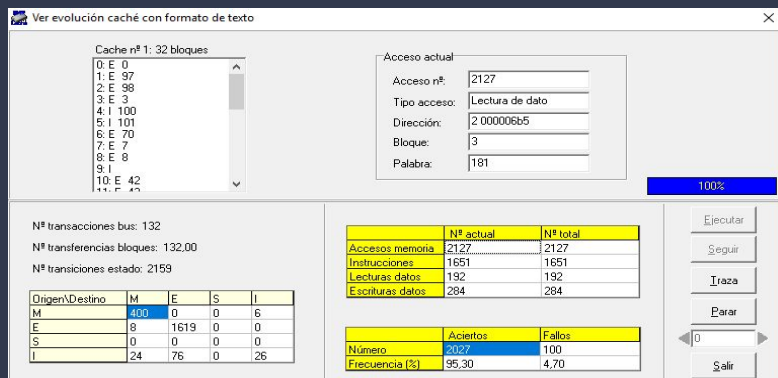 Ver evolución caché con formato de texto
Cache nº 1: 32 bloques
0: E 0
1: E 97
2: E 98
3: E 3
4: I 100
5: I 101
6: E 70
7: E 7
8: E 8
9: I
10: E 42
Acceso actual
Acceso nº: 2127
Tipo acceso: Lectura de dato
Dirección: 2 000006b5
Bloque: 3
Palabra: 181
100%
Nº transacciones bus: 132
Nº transferencias bloques: 132,00
Nº transiciones estado: 2159
Origen\Destino M E S I
M 400 0 0 6
E 8 1619 0 0
S 0 0 0 0
I 24 76 0 26
Nº actual Nº total
Accesos memoria 2127 2127
Instrucciones 1651 1651
Lecturas datos 192 192
Escrituras datos 284 284
Aciertos Fallos
Número 2027 100
Frecuencia (%) 95,30 4,70
Ejecutar
Seguir
Traza
Parar
0
Salir